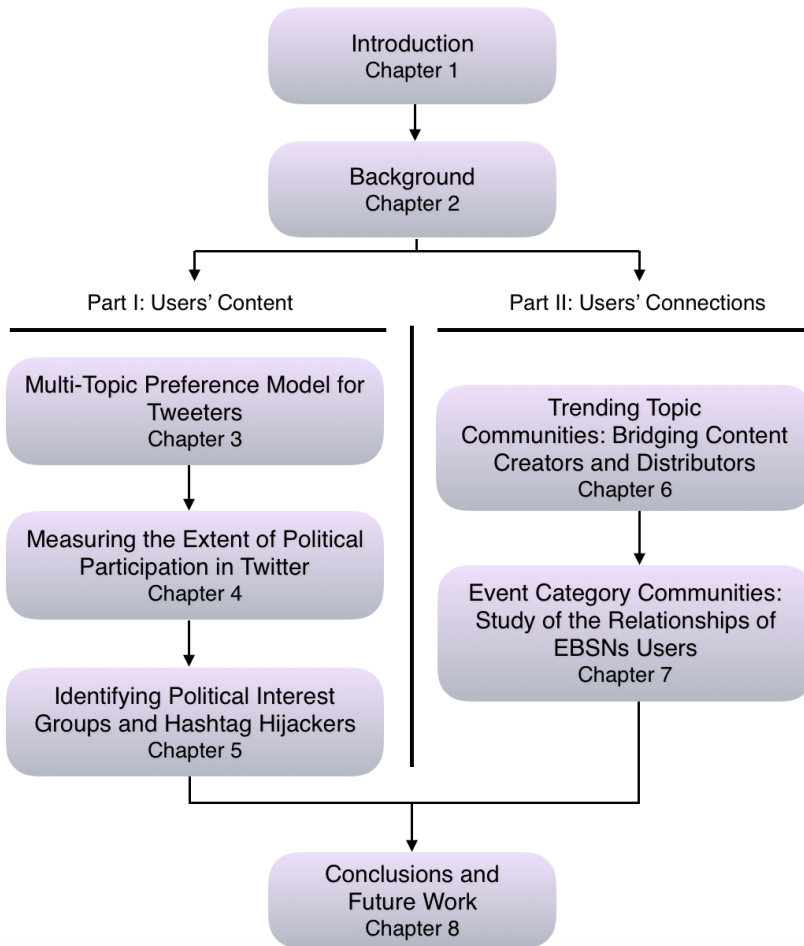 Introduction
Chapter 1
Background
Chapter 2
Part I: Users’ Content
Multi-Topic Preference Model for
Tweeters
Chapter 3
Measuring the Extent of Political
Participation in Twitter
Chapter 4
Identifying Political Interest
Groups and Hashtag Hijackers
Chapter 5
Part II: Users’ Connections
Trending Topic
Communities: Bridging Content
Creators and Distributors
Chapter 6
Event Category Communities:
Study of the Relationships of
EBSNs Users
Chapter 7
Conclusions and
Future Work
Chapter 8